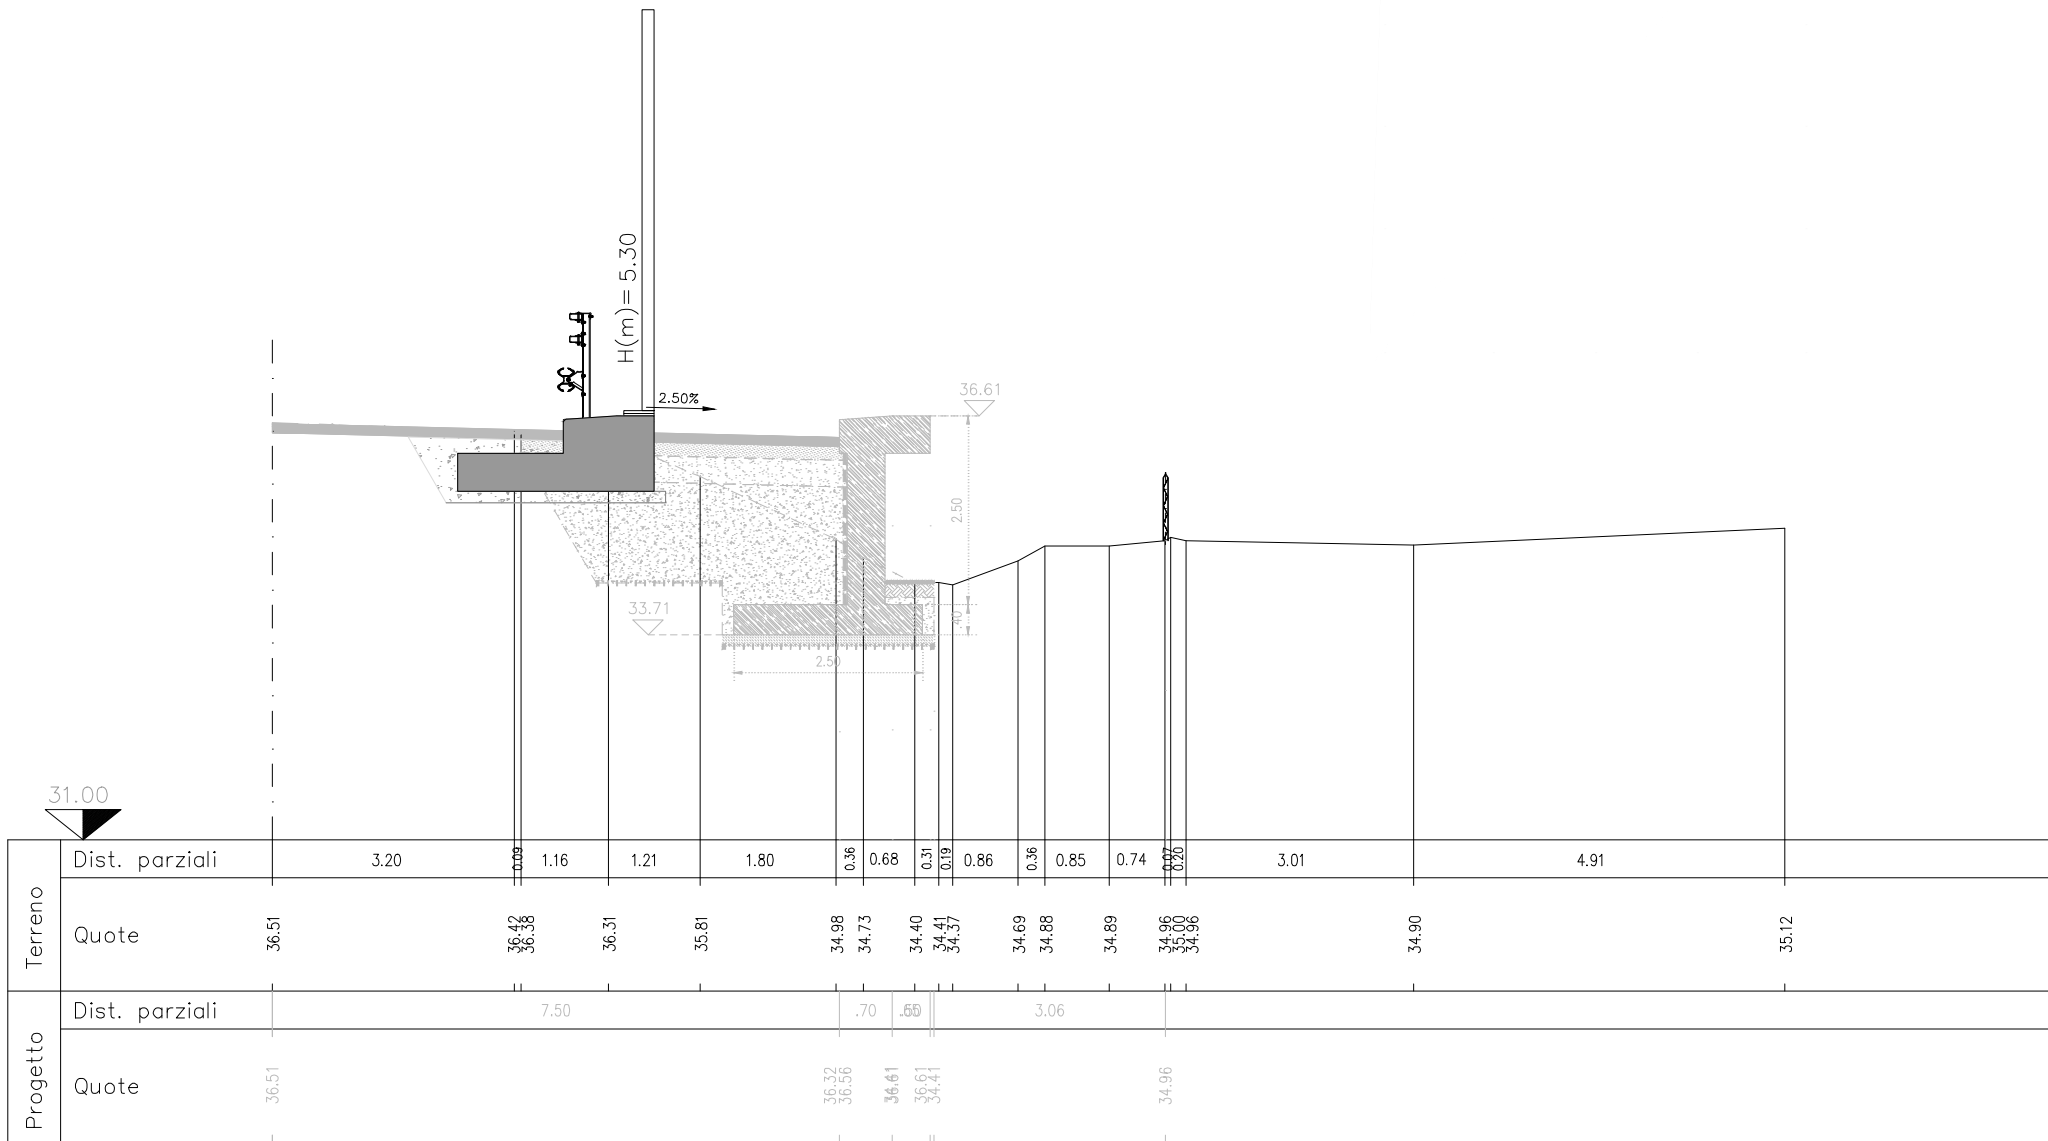 H(m)= 5.30
2.50%
36.61
2.50
.40
33.71
2.50
31.00
Terreno
Dist. parziali 3.20 0.09 1.16 1.21 1.80 0.36 0.68 0.31 0.19 0.86 0.36 0.85 0.74 0.07 0.20 3.01 4.91
Quote 36.51 36.42 36.38 36.31 35.81 34.98 34.73 34.40 34.41 34.37 34.69 34.88 34.89 34.96 35.00 34.96 34.90 35.12
Progetto
Dist. parziali 7.50 .70 3.06
Quote 36.51 36.32 36.56 36.61 34.41 34.96